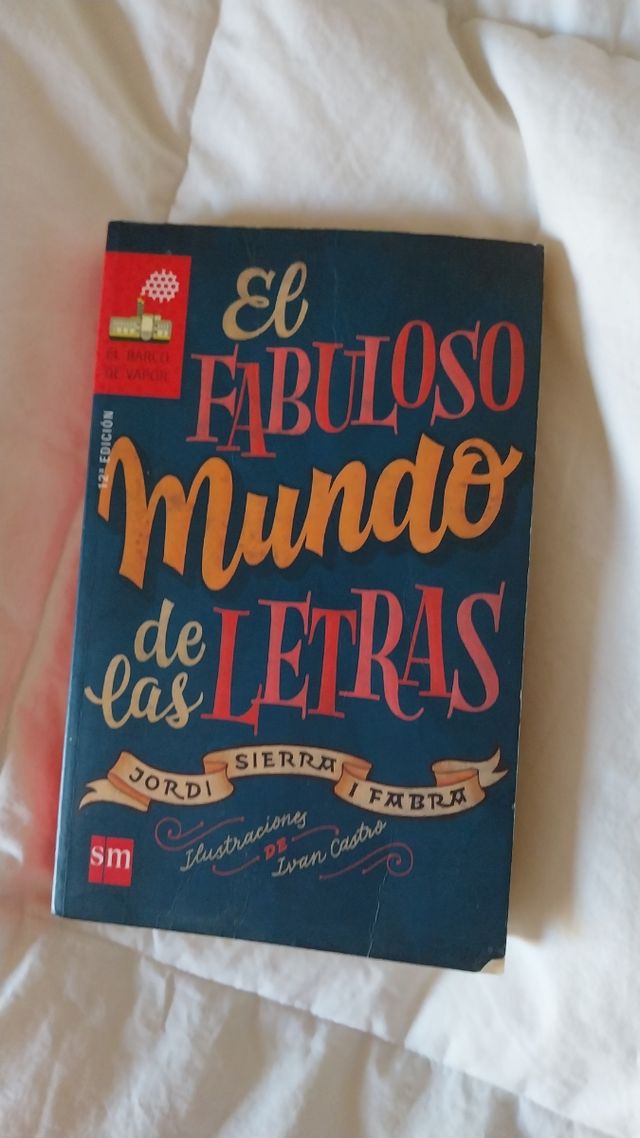 EL BARCO
DE VAPOR
12ª EDICIÓN
El
FABULOSO
Mundo
de
las LETRAS
JORDI SIERRA I FABRA
Ilustraciones
DE
Ivan Castro
sm